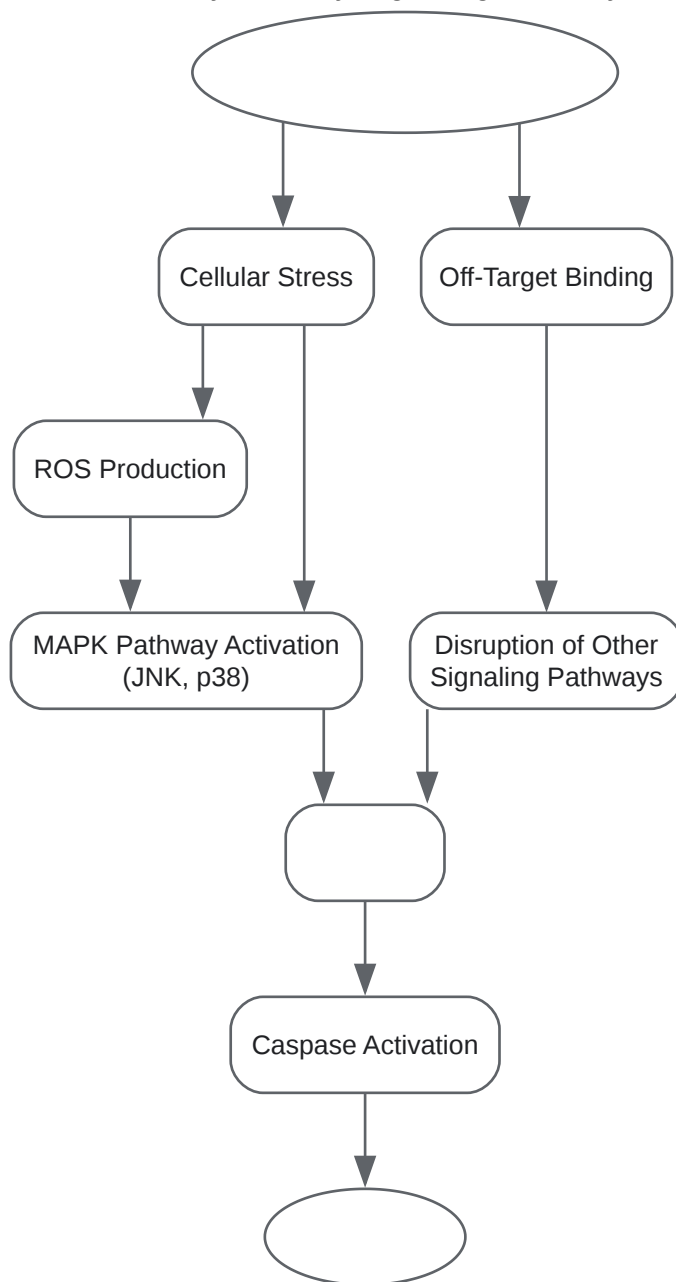 Cellular Stress
Off-Target Binding
ROS Production
MAPK Pathway Activation
(JNK, p38)
Disruption of Other
Signaling Pathways
Caspase Activation